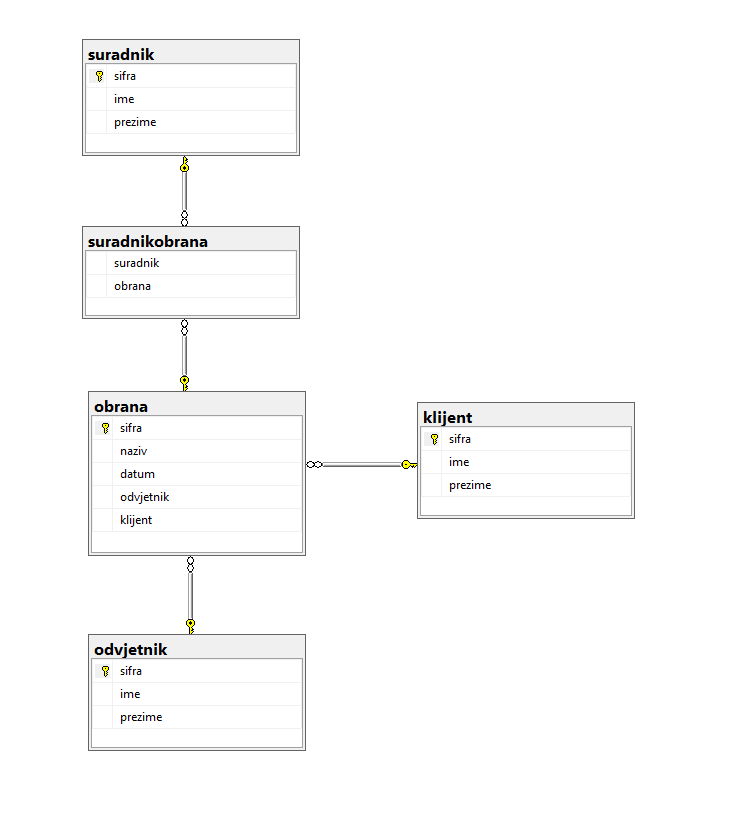 suradnik
sifra
ime
prezime
suradnikobrana
suradnik
obrana
obrana
sifra
naziv
datum
odvjetnik
klijent
klijent
sifra
ime
prezime
odvjetnik
sifra
ime
prezime